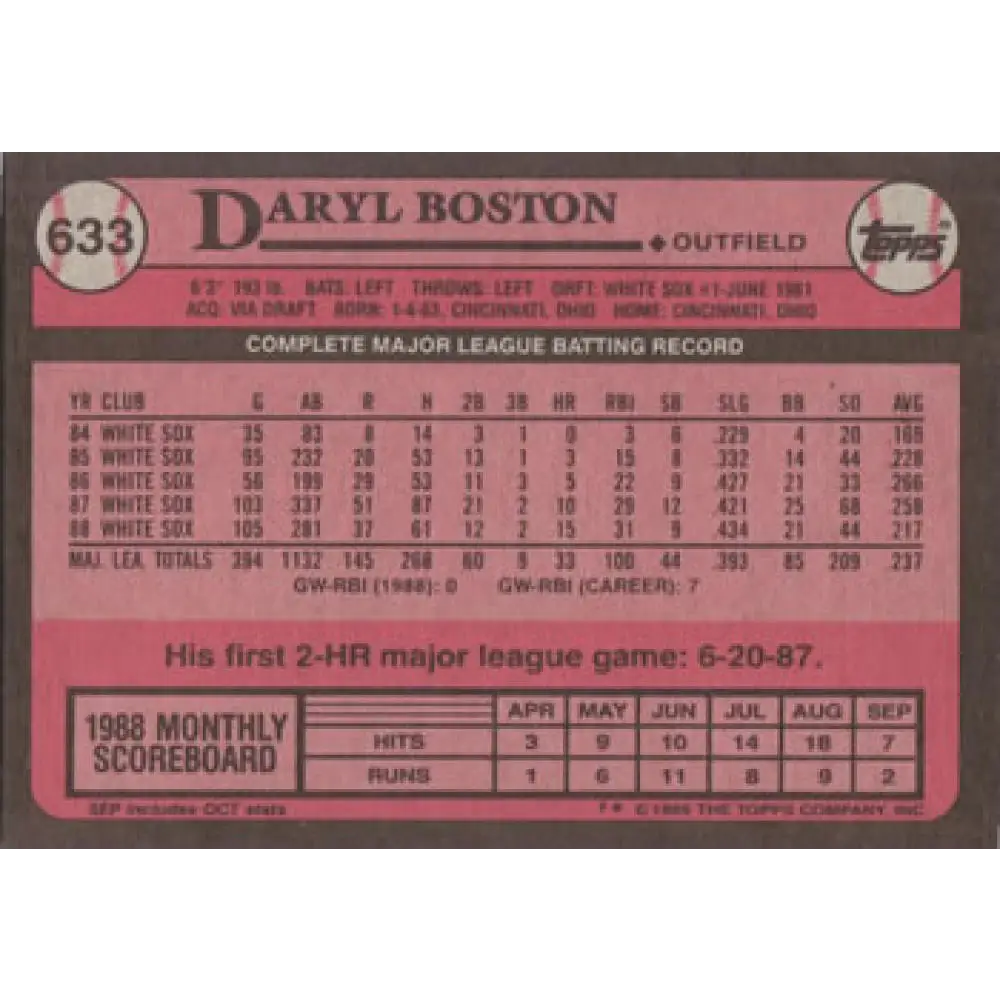 633
DARYL BOSTON
◆ OUTFIELD
topps®
6'3" 193 lb. BATS: LEFT THROWS: LEFT DRFT: WHITE SOX #1-JUNE 1981
ACQ: VIA DRAFT BORN: 1-4-63, CINCINNATI, OHIO HOME: CINCINNATI, OHIO
COMPLETE MAJOR LEAGUE BATTING RECORD
YR CLUB G AB R H 2B 3B HR RBI SB SLG BB SO AVG
84 WHITE SOX 35 83 8 14 3 1 0 3 6 .229 4 20 .169
85 WHITE SOX 95 232 20 53 13 1 3 15 8 .332 14 44 .228
86 WHITE SOX 56 199 29 53 11 3 5 22 9 .427 21 33 .266
87 WHITE SOX 103 337 51 87 21 2 10 29 12 .421 25 68 .258
88 WHITE SOX 105 281 37 61 12 2 15 31 9 .434 21 44 .217
MAJ. LEA. TOTALS 394 1132 145 268 60 9 33 100 44 .393 85 209 .237
GW-RBI (1988): 0 GW-RBI (CAREER): 7
His first 2-HR major league game: 6-20-87.
1988 MONTHLY SCOREBOARD
APR MAY JUN JUL AUG SEP
HITS 3 9 10 14 18 7
RUNS 1 6 11 8 9 2
SEP includes OCT stats
© THE TOPPS COMPANY, INC.